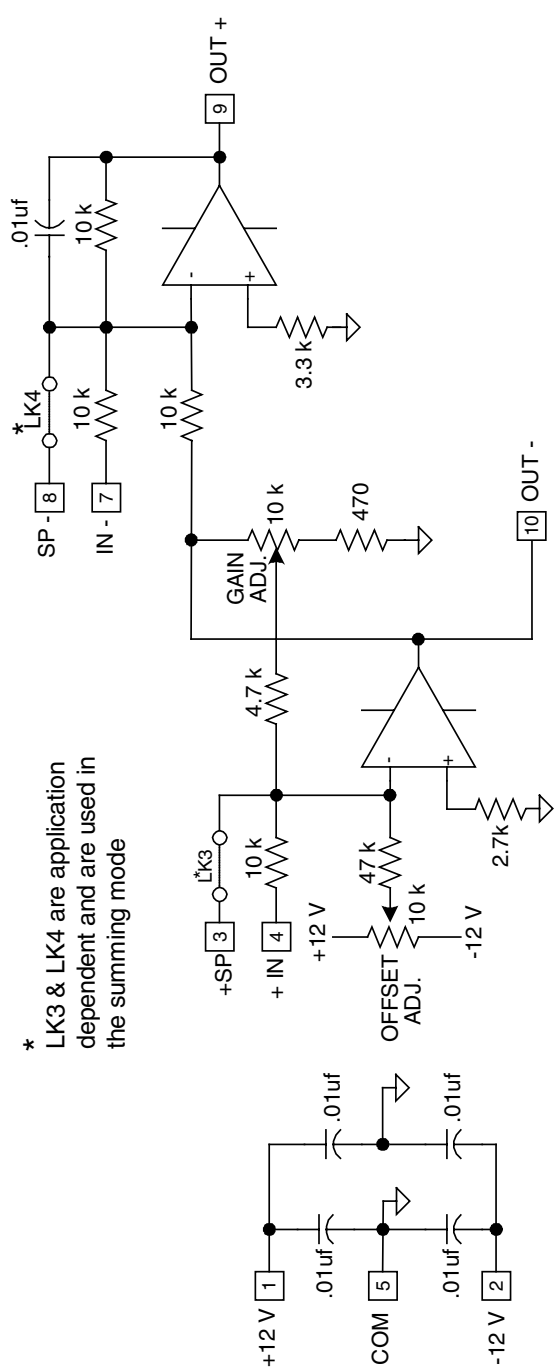 *
LK3 & LK4 are application
dependent and are used in
the summing mode
+12 V 1
.01uf
.01uf
COM 5
.01uf
.01uf
-12 V 2
+SP 3
*
LK3
+ IN 4
10 k
4.7 k
GAIN
ADJ.
10 k
470
+12 V
OFFSET
ADJ.
10 k
-12 V
47 k
-
+
2.7k
10 OUT -
SP - 8
*
LK4
IN - 7
10 k
10 k
.01uf
10 k
-
+
3.3 k
9 OUT +